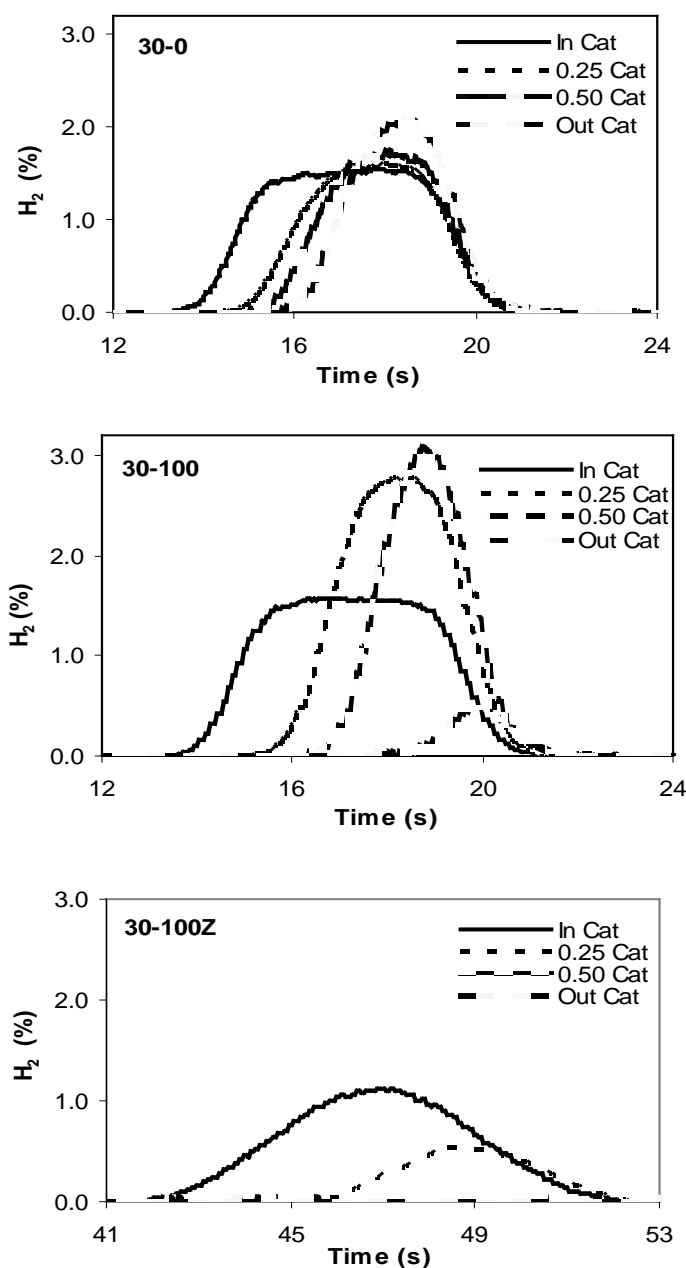 30-0
In Cat
0.25 Cat
0.50 Cat
Out Cat
3.0
2.0
1.0
0.0
H2 (%)
12 16 20 24
Time (s)
30-100
In Cat
0.25 Cat
0.50 Cat
Out Cat
3.0
2.0
1.0
0.0
H2 (%)
12 16 20 24
Time (s)
30-100Z
In Cat
0.25 Cat
0.50 Cat
Out Cat
3.0
2.0
1.0
0.0
H2 (%)
41 45 49 53
Time (s)